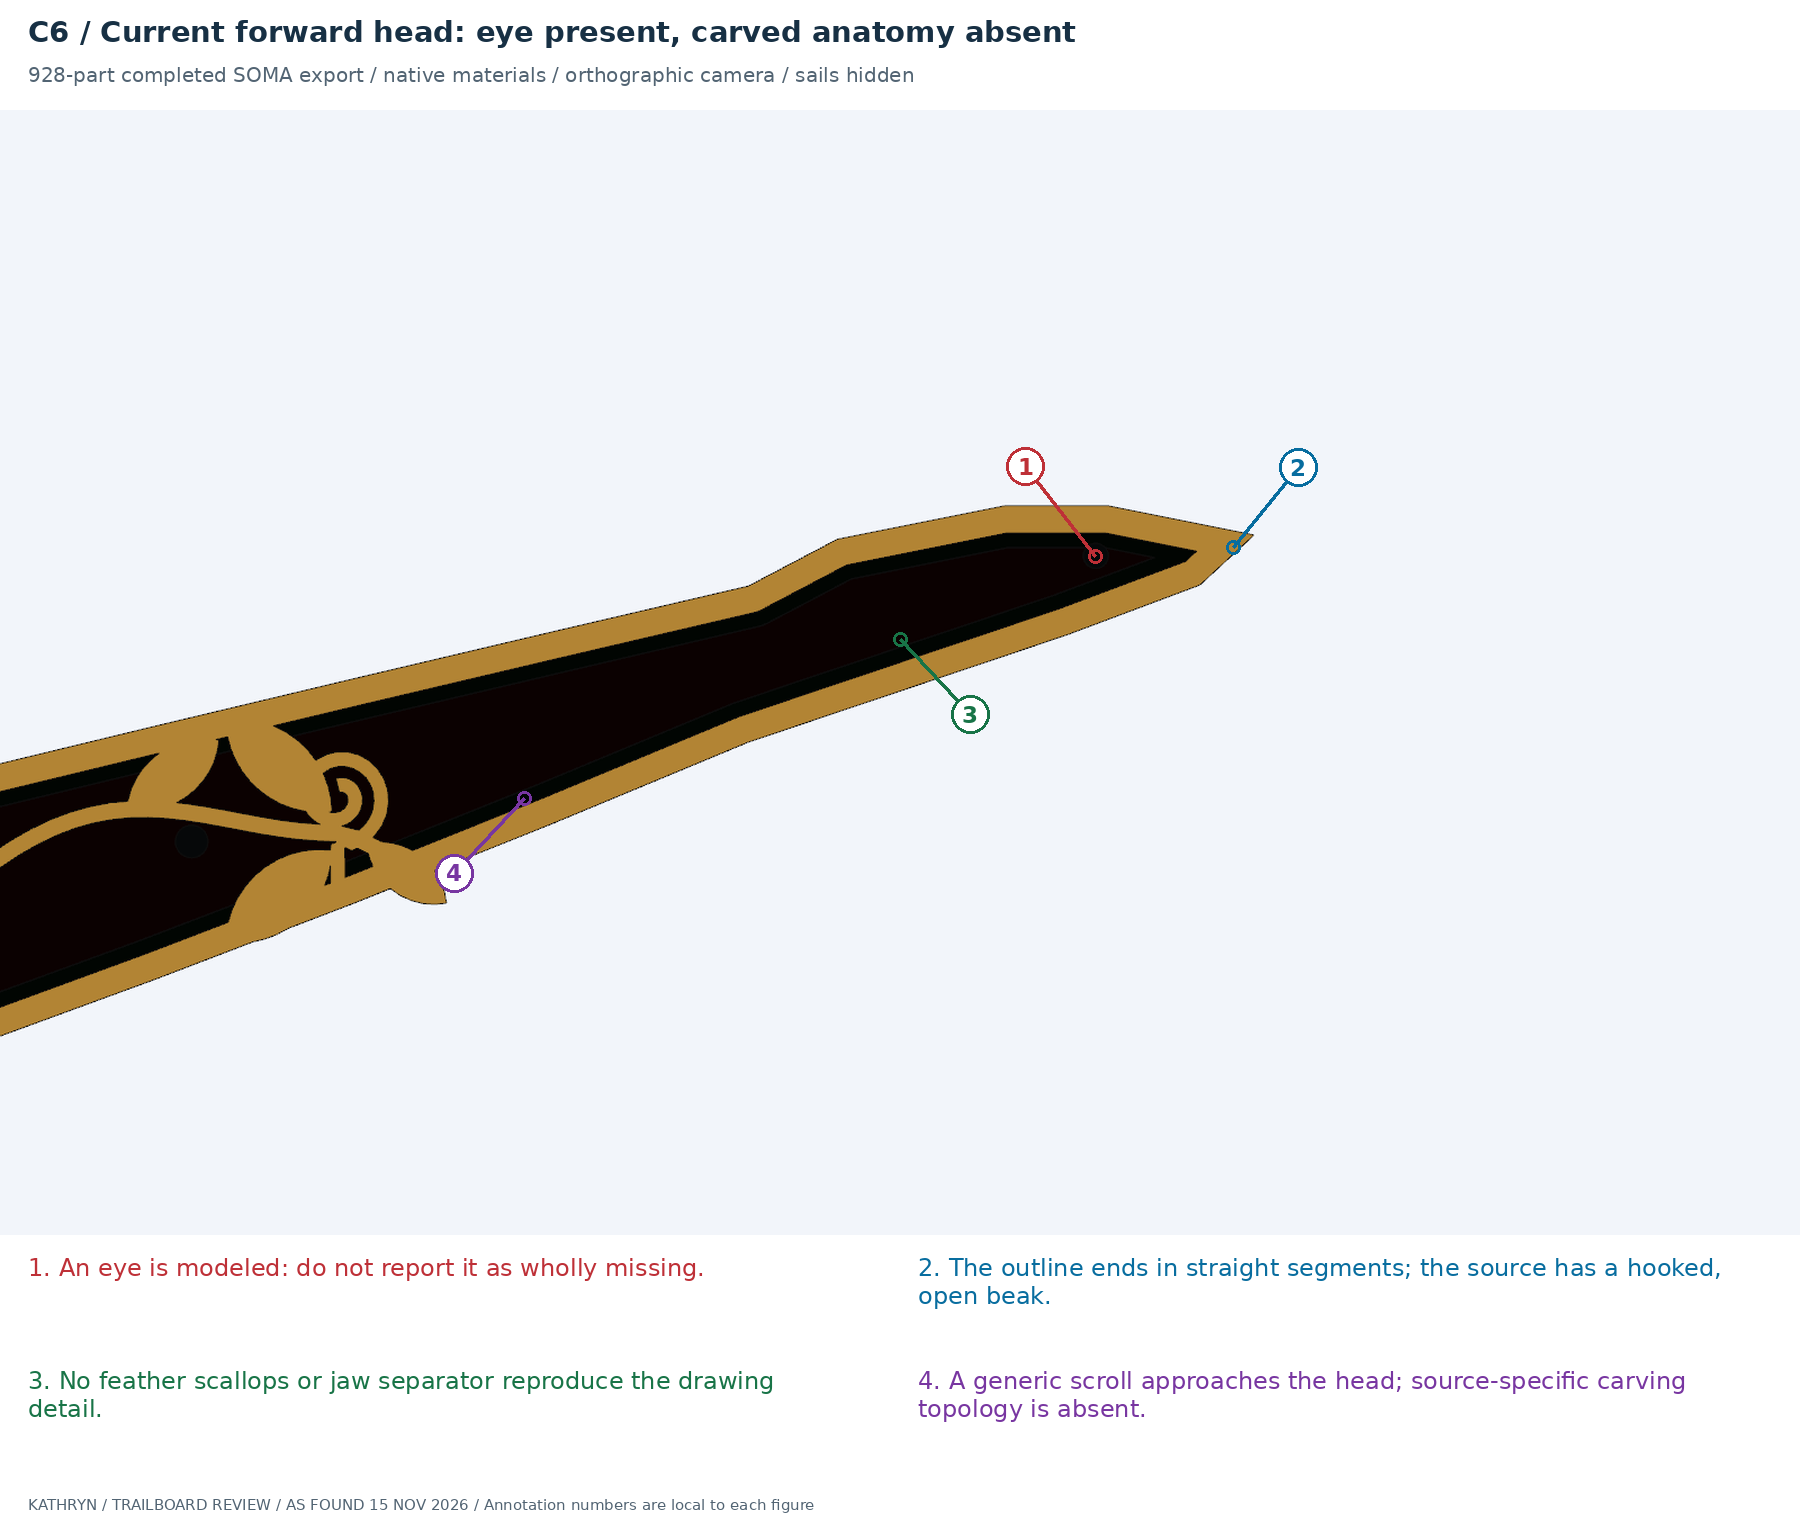 C6 / Current forward head: eye present, carved anatomy absent
928-part completed SOMA export / native materials / orthographic camera / sails hidden
1
2
3
4
1. An eye is modeled: do not report it as wholly missing.
2. The outline ends in straight segments; the source has a hooked,
open beak.
3. No feather scallops or jaw separator reproduce the drawing
detail.
4. A generic scroll approaches the head; source-specific carving
topology is absent.
KATHRYN / TRAILBOARD REVIEW / AS FOUND 15 NOV 2026 / Annotation numbers are local to each figure